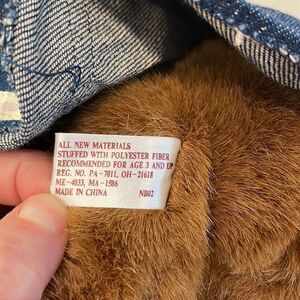 ALL NEW MATERIALS
STUFFED WITH POLYESTER FIBER
RECOMMENDED FOR AGE 3 AND UP
REG. NO. PA-7011, OH-21618
ME-4033, MA-1586
MADE IN CHINA NB02